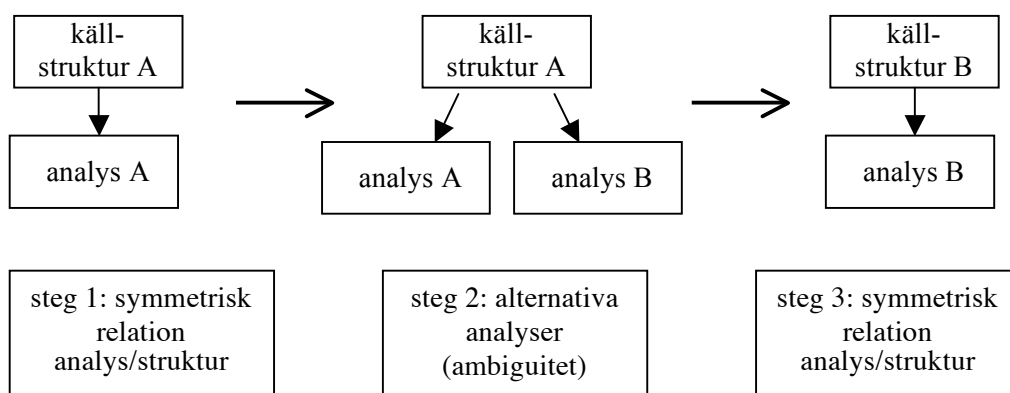 käll-
struktur A
analys A
käll-
struktur A
analys A
analys B
käll-
struktur B
analys B
steg 1: symmetrisk
relation
analys/struktur
steg 2: alternativa
analyser
(ambiguitet)
steg 3: symmetrisk
relation
analys/struktur